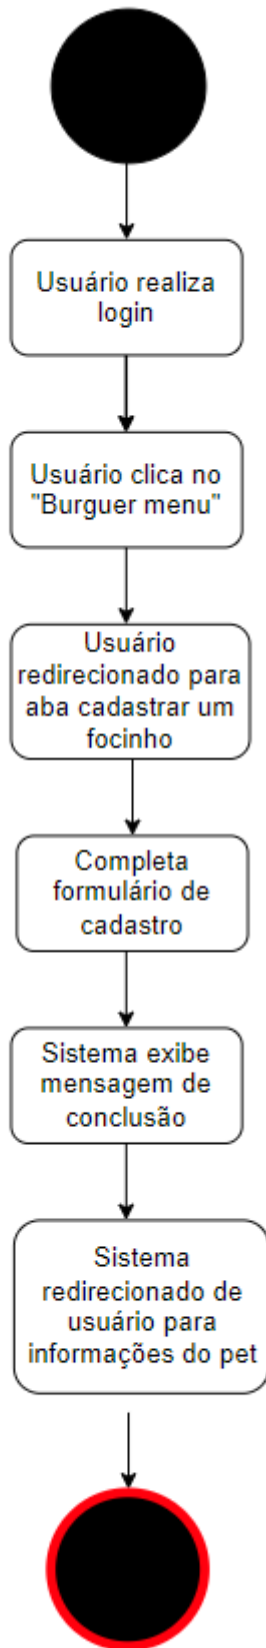 Usuário realiza
login
Usuário clica no
"Burguer menu"
Usuário
redirecionado para
aba cadastrar um
focinho
Completa
formulário de
cadastro
Sistema exibe
mensagem de
conclusão
Sistema
redirecionado de
usuário para
informações do pet